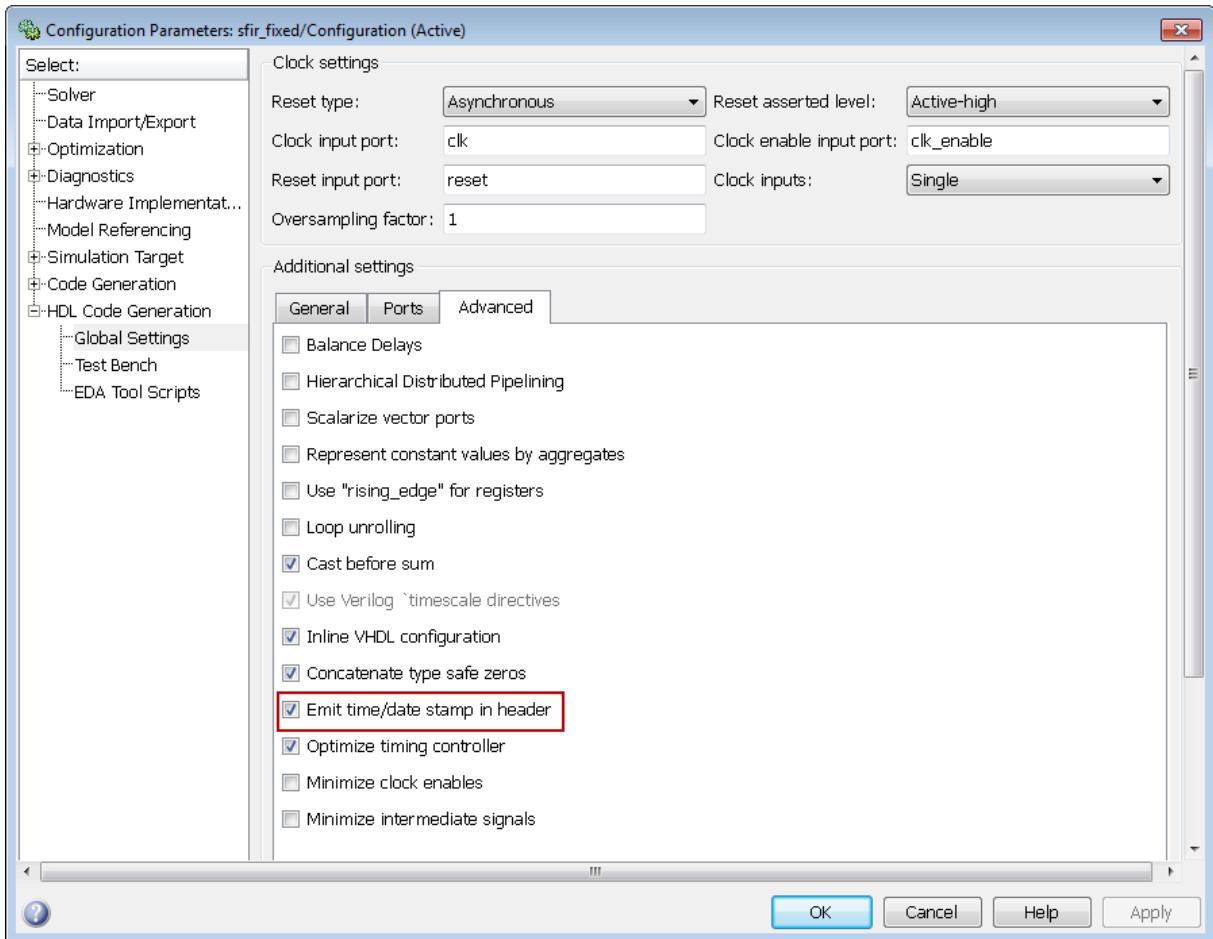 Configuration Parameters: sfir_fixed/Configuration (Active)
Select:
Solver
Data Import/Export
Optimization
Diagnostics
Hardware Implementat...
Model Referencing
Simulation Target
Code Generation
HDL Code Generation
Global Settings
Test Bench
EDA Tool Scripts
Clock settings
Reset type: Asynchronous Reset asserted level: Active-high
Clock input port: clk Clock enable input port: clk_enable
Reset input port: reset Clock inputs: Single
Oversampling factor: 1
Additional settings
General Ports Advanced
Balance Delays
Hierarchical Distributed Pipelining
Scalarize vector ports
Represent constant values by aggregates
Use "rising_edge" for registers
Loop unrolling
Cast before sum
Use Verilog `timescale directives
Inline VHDL configuration
Concatenate type safe zeros
Emit time/date stamp in header
Optimize timing controller
Minimize clock enables
Minimize intermediate signals
OK Cancel Help Apply